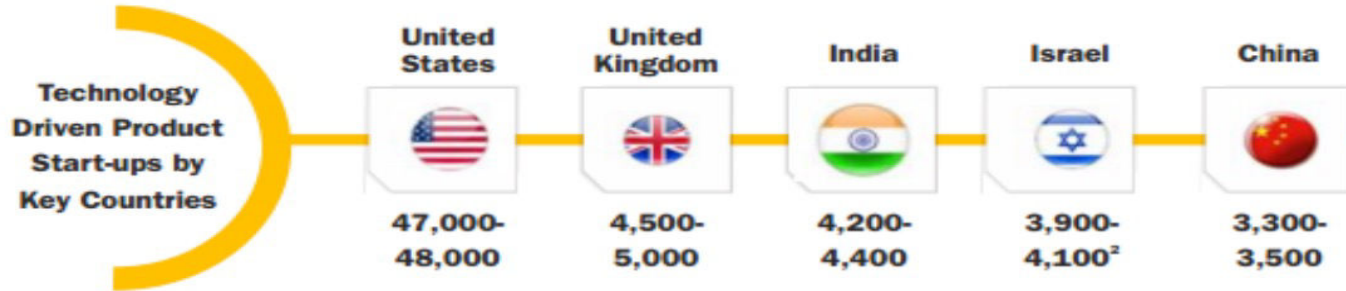 Technology
Driven Product
Start-ups by
Key Countries
United
States
47,000-
48,000
United
Kingdom
4,500-
5,000
India
4,200-
4,400
Israel
3,900-
4,100²
China
3,300-
3,500